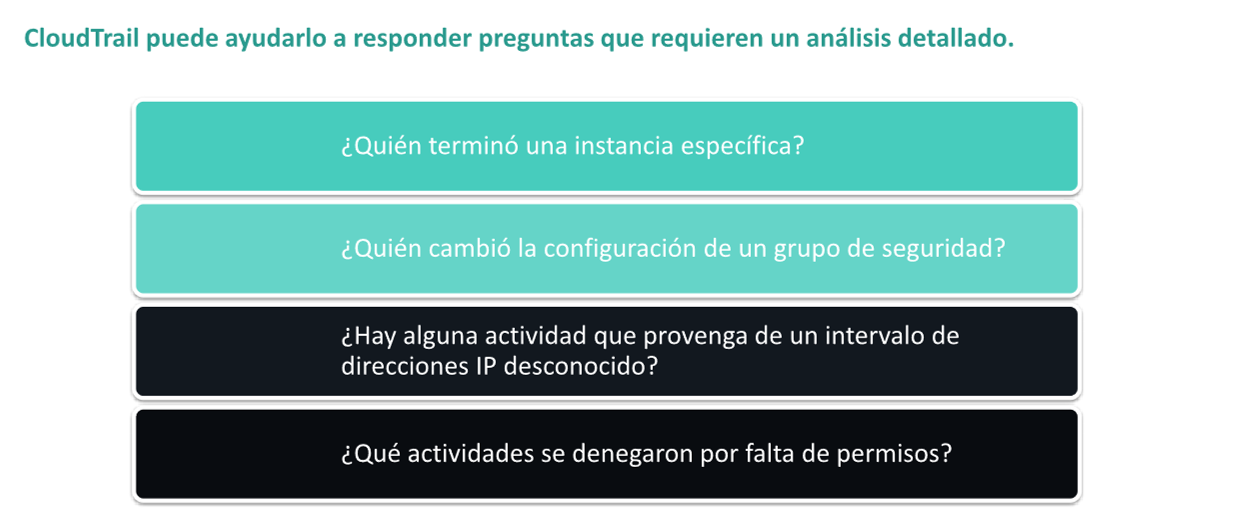 CloudTrail puede ayudarlo a responder preguntas que requieren un análisis detallado.
¿Quién terminó una instancia específica?
¿Quién cambió la configuración de un grupo de seguridad?
¿Hay alguna actividad que provenga de un intervalo de
direcciones IP desconocido?
¿Qué actividades se denegaron por falta de permisos?